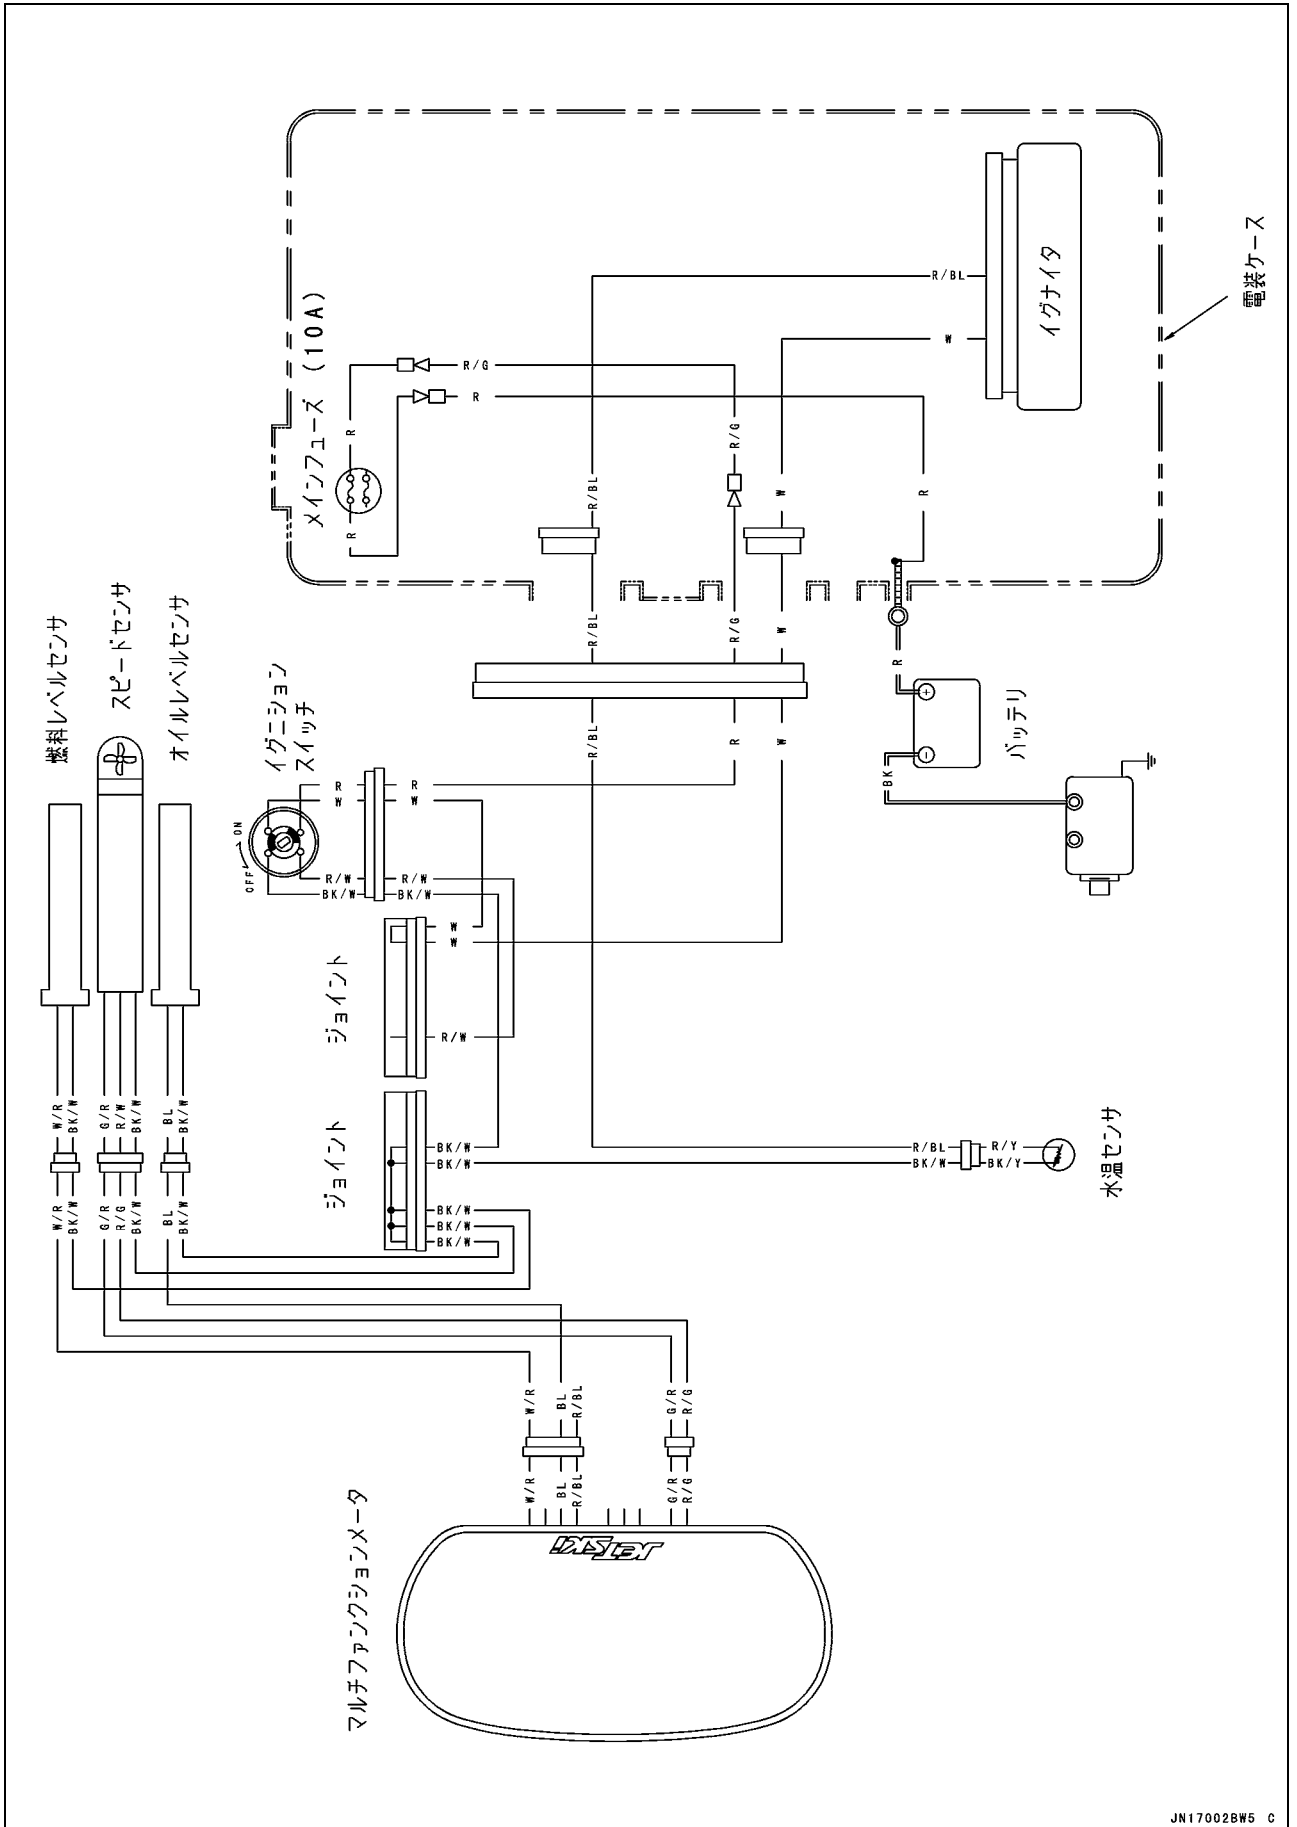 燃料レベルセンサ
スピードセンサ
オイルレベルセンサ
W/R
BK/W
G/R
R/W
BK/W
BL
BK/W
W/R
BK/W
G/R
R/G
BK/W
BL
BK/W
イグニション
スイッチ
OFF
ON
R
W
R/W
BK/W
R
W
R/W
BK/W
ジョイント
W
W
R/W
ジョイント
BK/W
BK/W
BK/W
BK/W
BK/W
メインフューズ (10A)
R
R
R/G
R
R/G
R/BL
W
R
R/BL
W
イグナイタ
電装ケース
R/BL
R/G
W
R/BL
R
W
R
BK
バッテリ
R/BL
BK/W
R/Y
BK/Y
水温センサ
W/R
BL
R/BL
G/R
R/G
W/R
BL
R/BL
G/R
R/G
マルチファンクションメータ
JET SKI
JN17002BW5 C